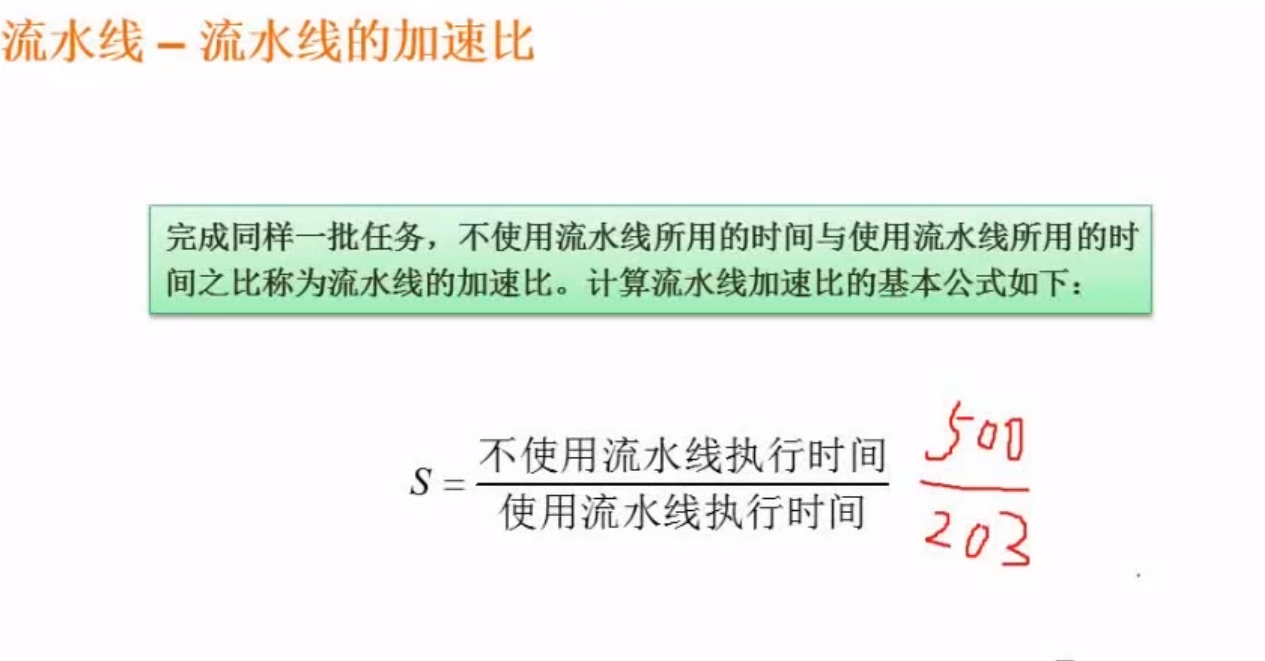 流水线 – 流水线的加速比
完成同样一批任务，不使用流水线所用的时间与使用流水线所用的时
间之比称为流水线的加速比。计算流水线加速比的基本公式如下：
不使用流水线执行时间 500
S =
使用流水线执行时间 203